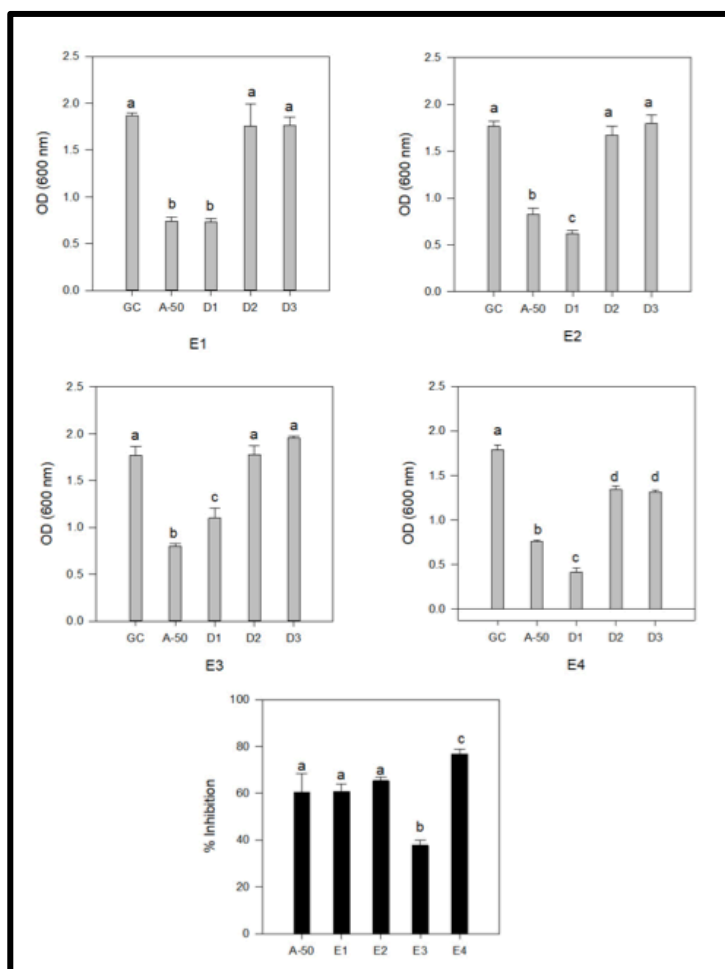 2.5
a
a
a
2.0
1.5
b
b
1.0
0.5
0.0
OD (600 nm)
GC A-50 D1 D2 D3
E1
2.5
a
a
a
2.0
1.5
b
c
1.0
0.5
0.0
OD (600 nm)
GC A-50 D1 D2 D3
E2
2.5
a
a
a
2.0
1.5
c
b
1.0
0.5
0.0
OD (600 nm)
GC A-50 D1 D2 D3
E3
2.5
a
2.0
d d
1.5
b
c
1.0
0.5
0.0
OD (600 nm)
GC A-50 D1 D2 D3
E4
100
c
80
a a a
60
b
40
20
0
% Inhibition
A-50 E1 E2 E3 E4